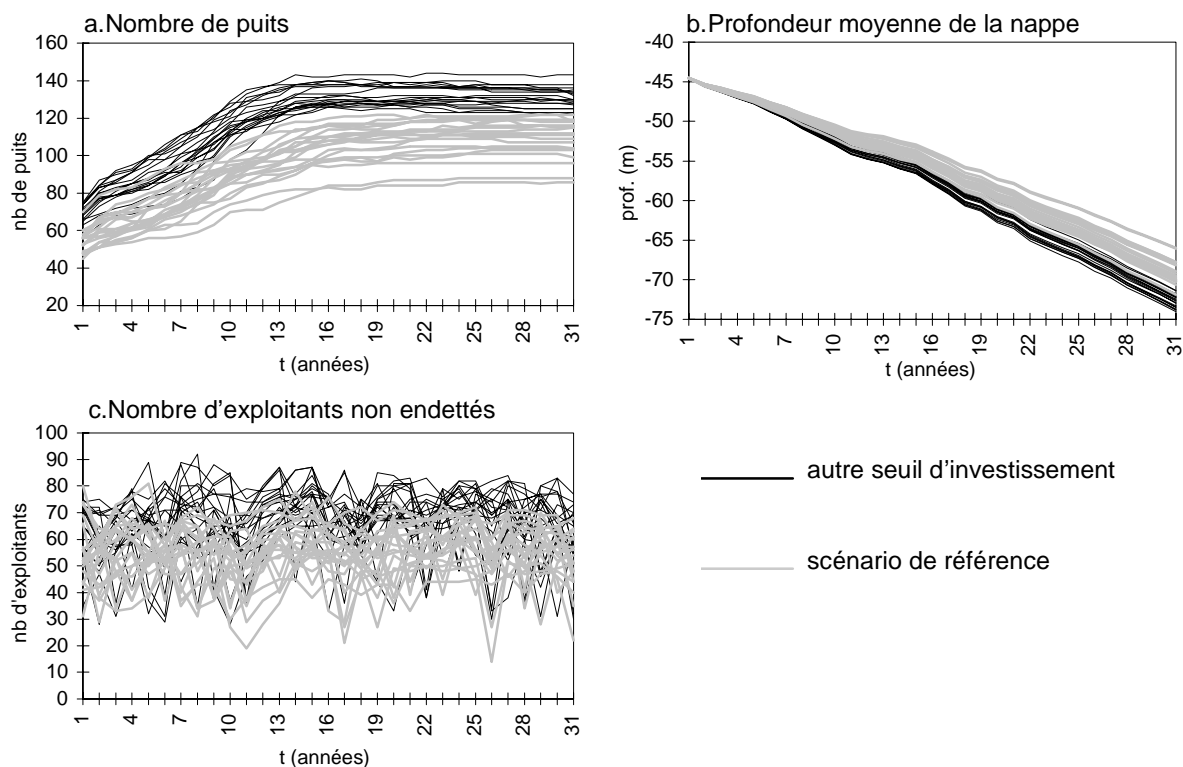 a.Nombre de puits
160
140
120
100
80
60
40
20
nb de puits
1 4 7 10 13 16 19 22 25 28 31
t (années)
b.Profondeur moyenne de la nappe
-40
-45
-50
-55
-60
-65
-70
-75
prof. (m)
1 4 7 10 13 16 19 22 25 28 31
t (années)
c.Nombre d'exploitants non endettés
100
90
80
70
60
50
40
30
20
10
0
nb d'exploitants
1 4 7 10 13 16 19 22 25 28 31
t (années)
autre seuil d'investissement
scénario de référence